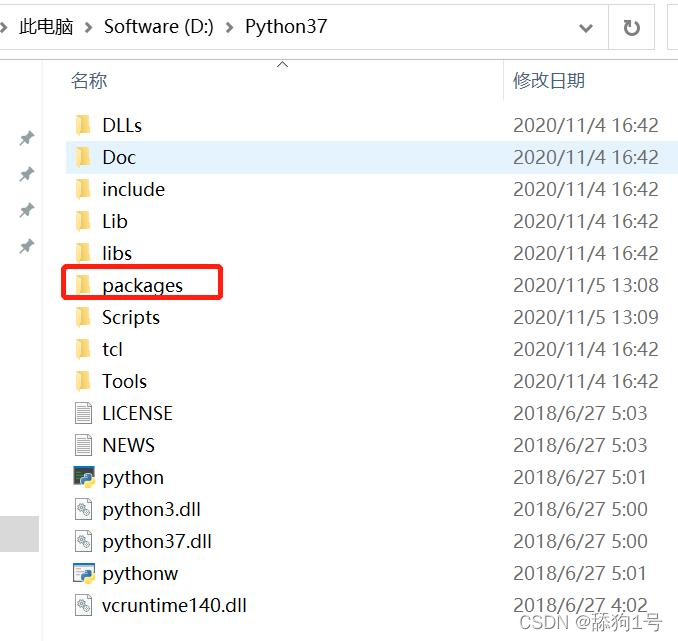 此电脑 > Software (D:) > Python37
名称 修改日期
DLLs 2020/11/4 16:42
Doc 2020/11/4 16:42
include 2020/11/4 16:42
Lib 2020/11/4 16:42
libs 2020/11/4 16:42
packages 2020/11/5 13:08
Scripts 2020/11/5 13:09
tcl 2020/11/4 16:42
Tools 2020/11/4 16:42
LICENSE 2018/6/27 5:03
NEWS 2018/6/27 5:03
python 2018/6/27 5:01
python3.dll 2018/6/27 5:00
python37.dll 2018/6/27 5:00
pythonw 2018/6/27 5:01
vcruntime140.dll 2018/6/27 4:02
CSDN @舔狗1号